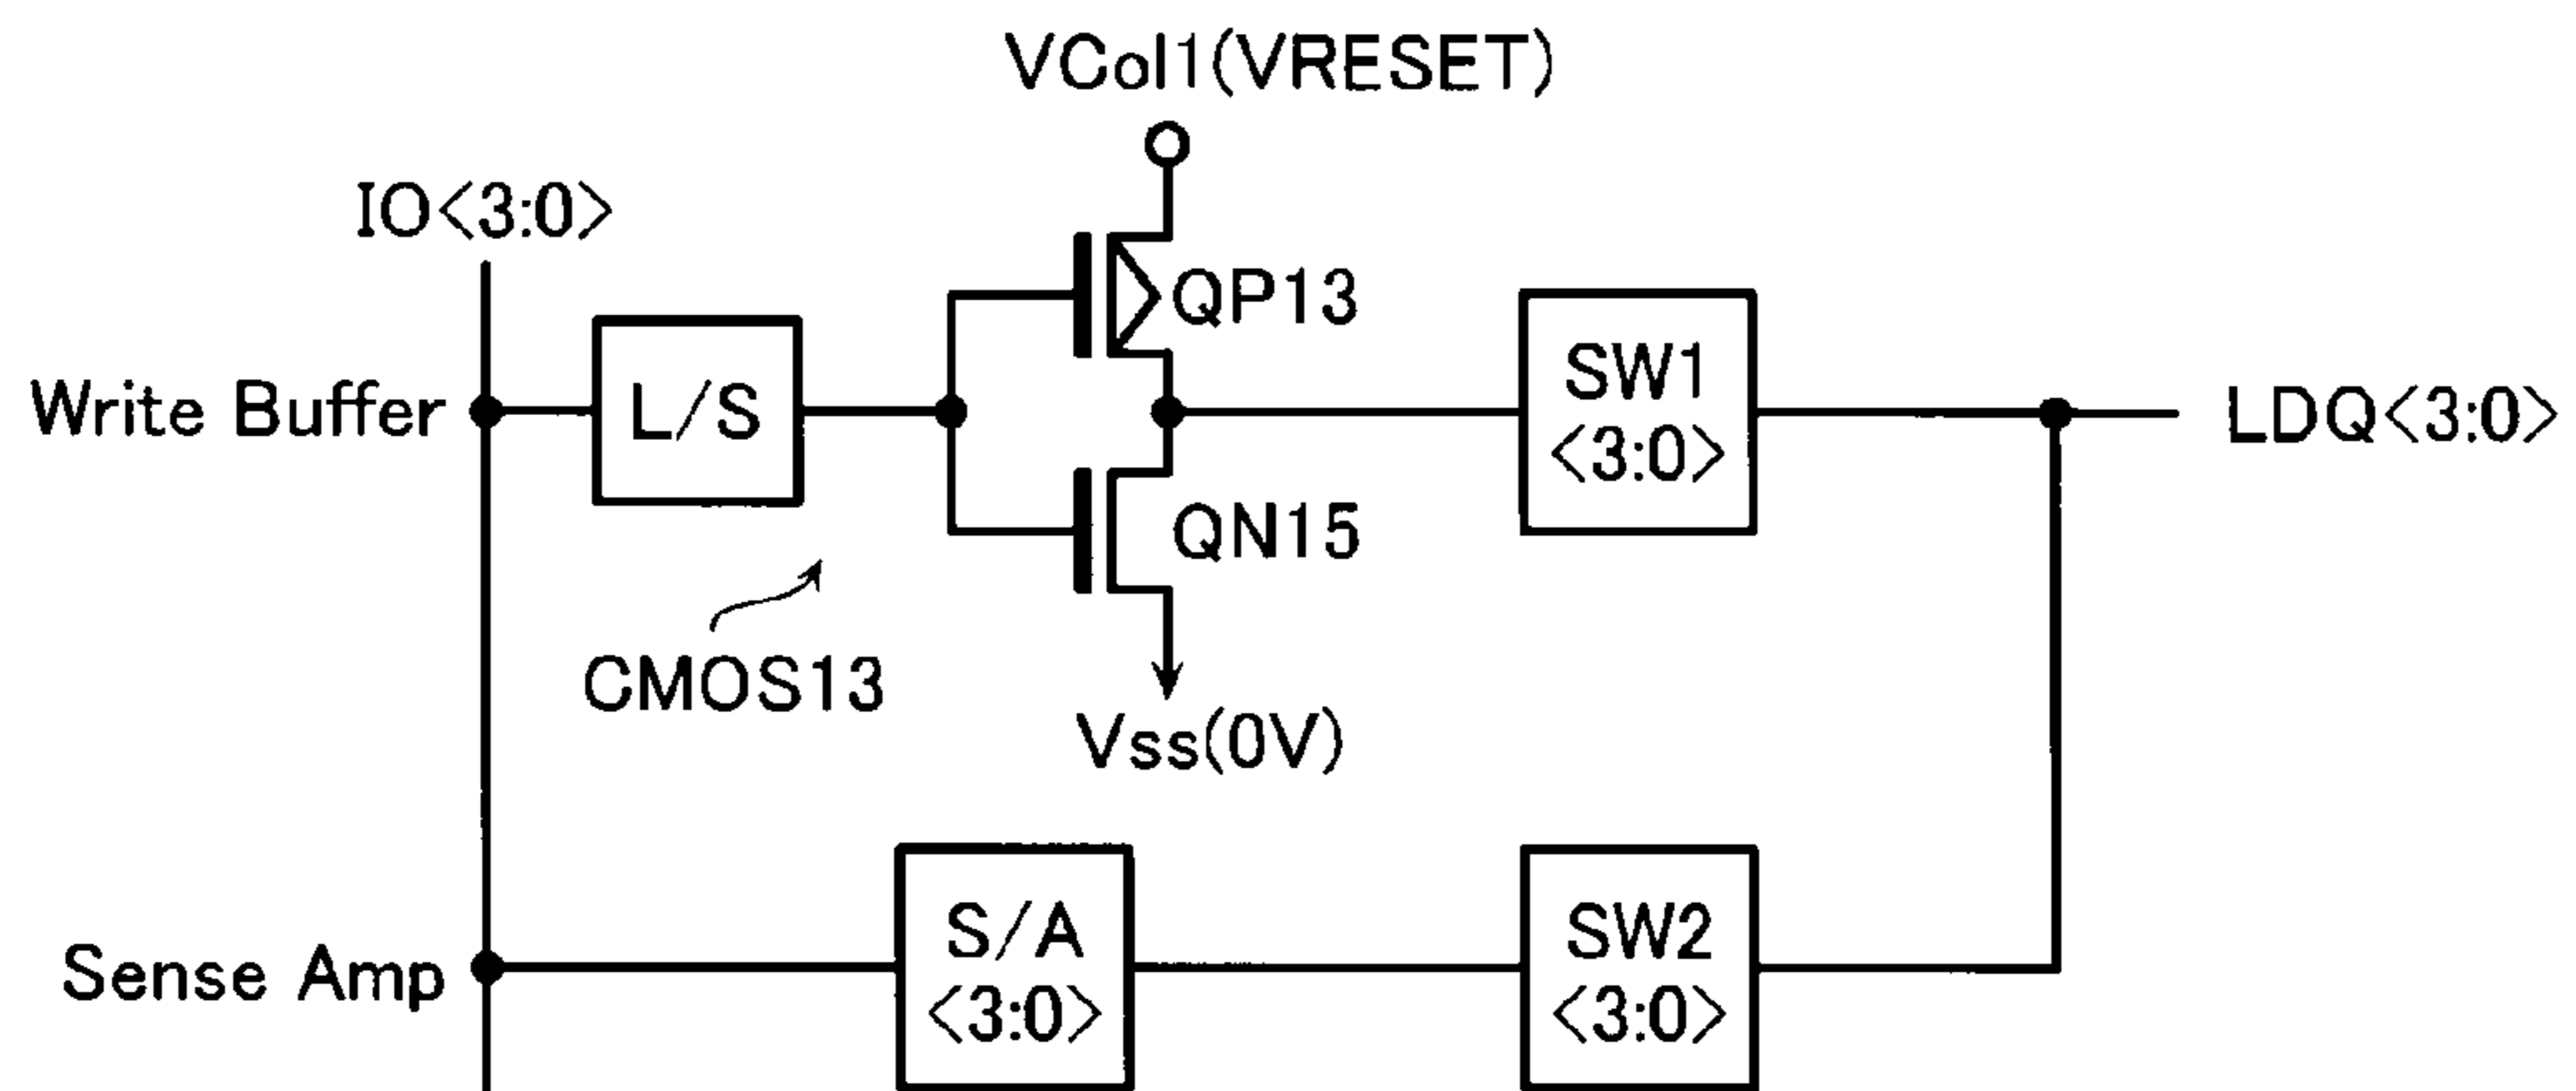 VCol1(VRESET)
IO<3:0>
QP13
Write Buffer
L/S
SW1
<3:0>
LDQ<3:0>
QN15
CMOS13
Vss(0V)
Sense Amp
S/A
<3:0>
SW2
<3:0>